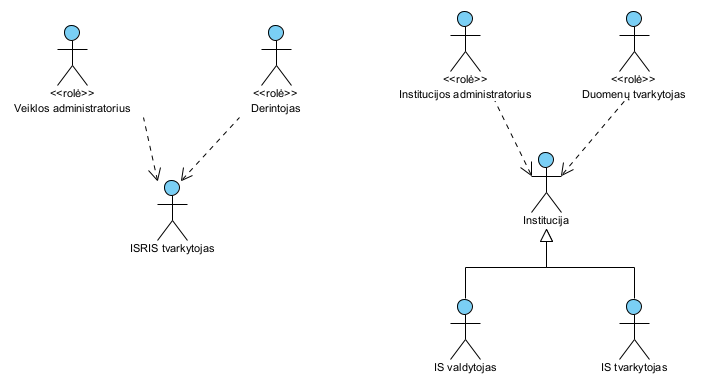 <<rolė>>
Veiklos administratorius
<<rolė>>
Derintojas
ISRIS tvarkytojas
<<rolė>>
Institucijos administratorius
<<rolė>>
Duomenų tvarkytojas
Institucija
IS valdytojas
IS tvarkytojas